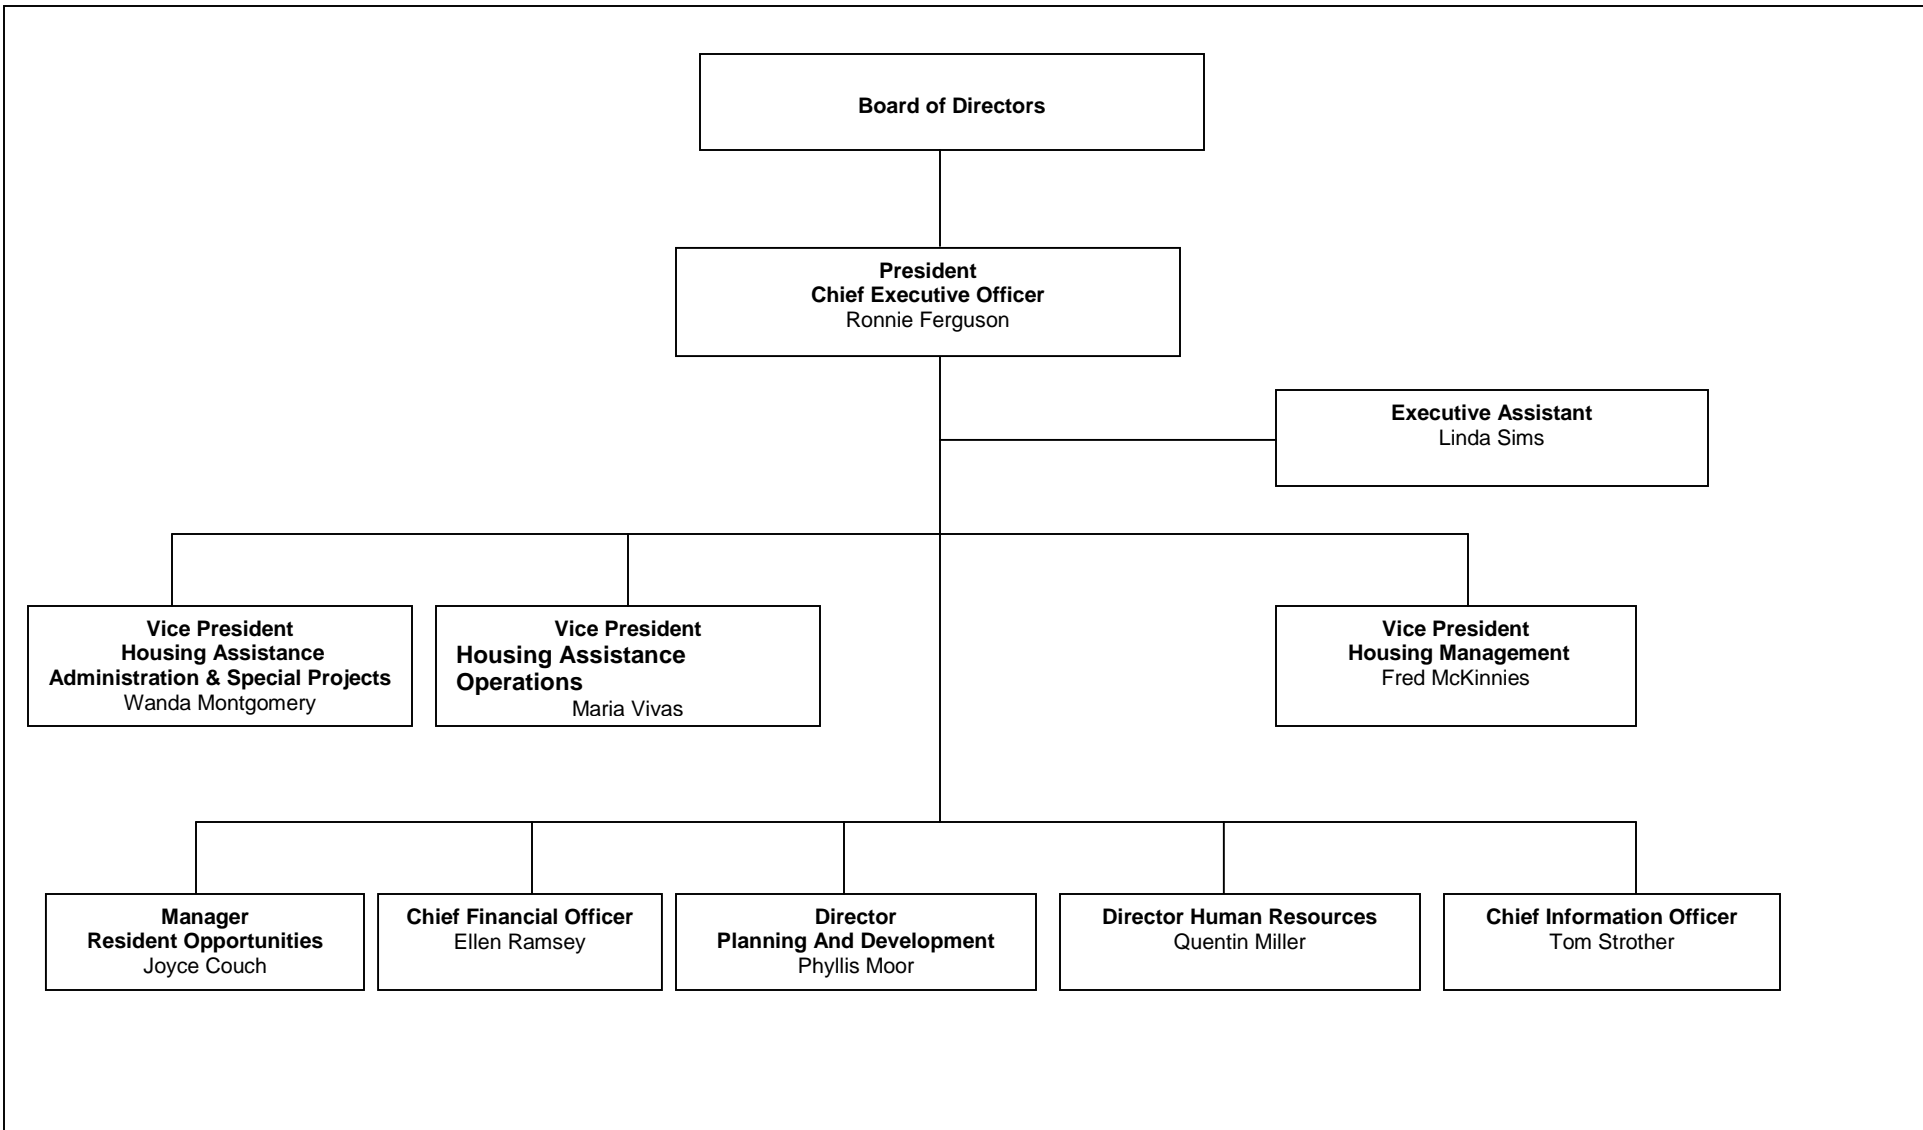 Board of Directors
President
Chief Executive Officer
Ronnie Ferguson
Executive Assistant
Linda Sims
Vice President
Housing Assistance
Administration & Special Projects
Wanda Montgomery
Vice President
Housing Assistance
Operations
Maria Vivas
Vice President
Housing Management
Fred McKinnies
Manager
Resident Opportunities
Joyce Couch
Chief Financial Officer
Ellen Ramsey
Director
Planning And Development
Phyllis Moor
Director Human Resources
Quentin Miller
Chief Information Officer
Tom Strother